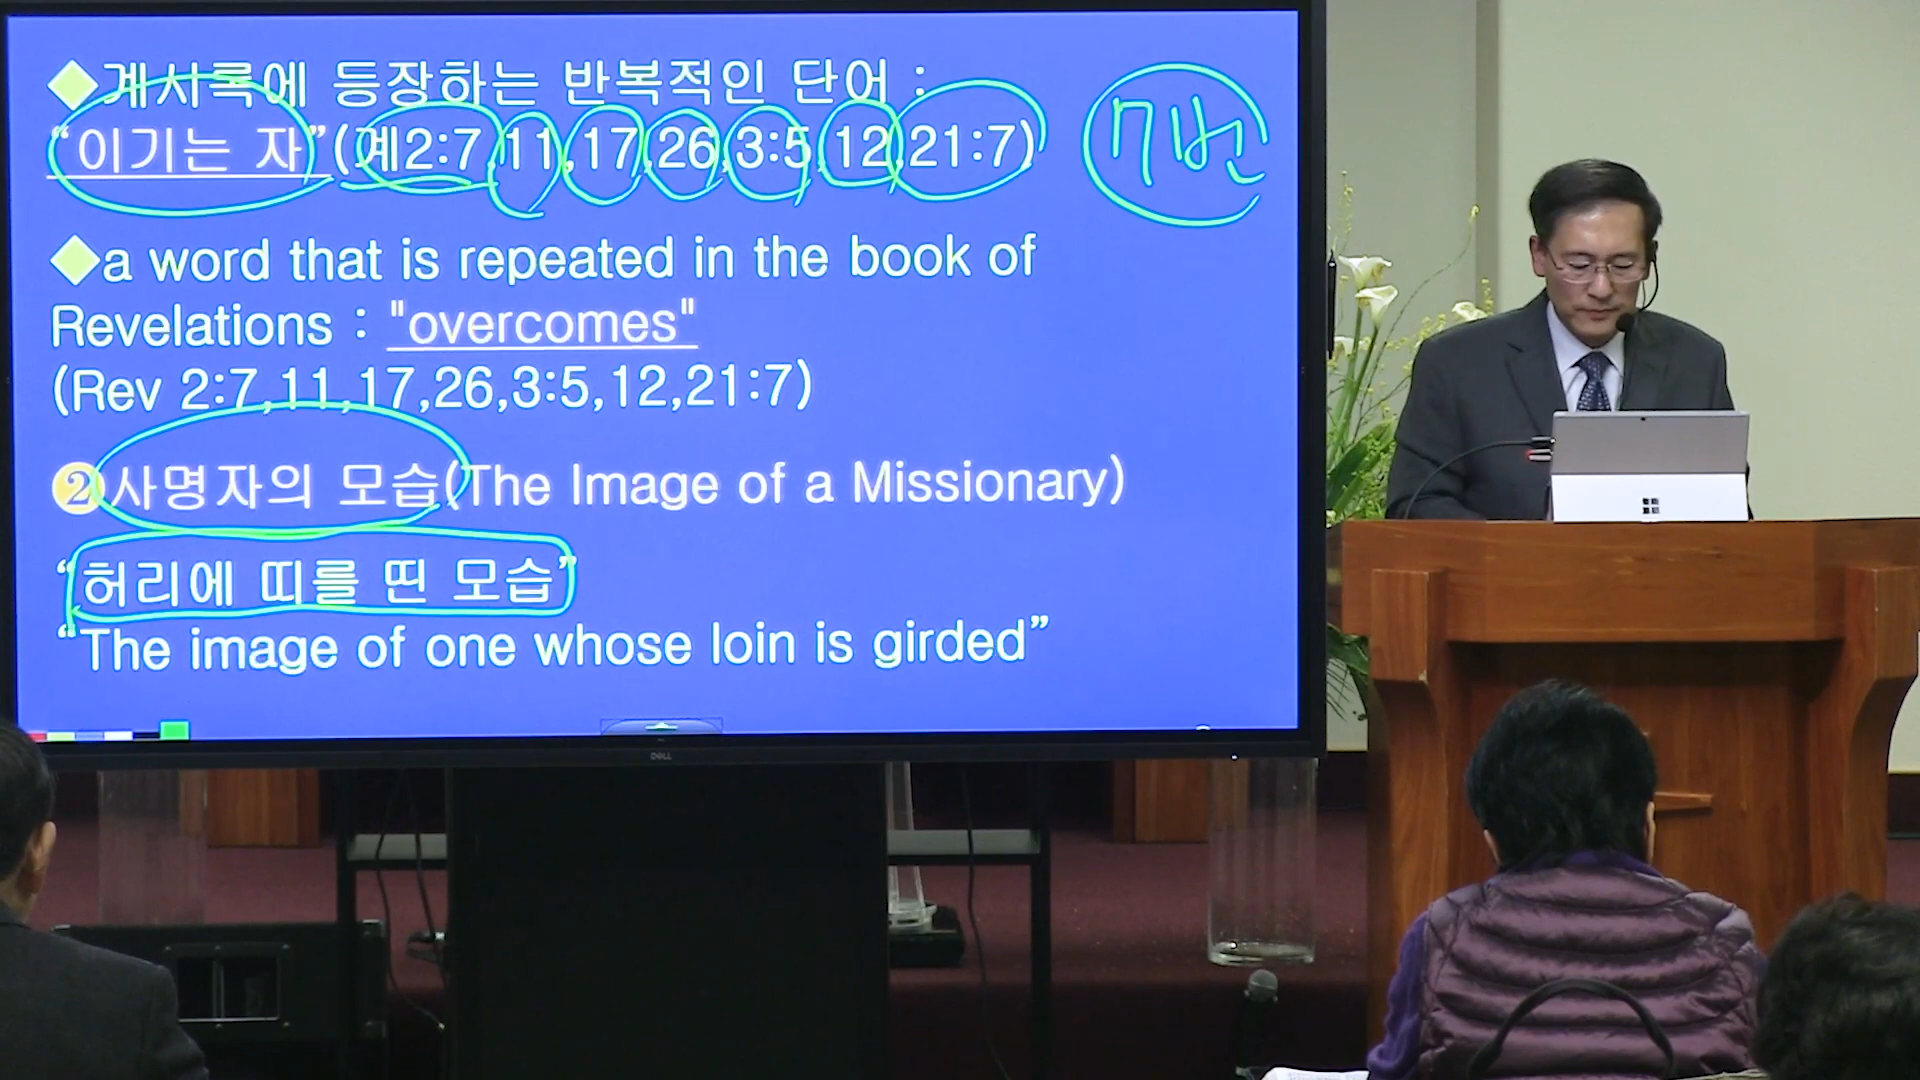 ◆계시록에 등장하는 반복적인 단어 :
“이기는 자”(계2:7,11,17,26,3:5,12,21:7)
7번
◆a word that is repeated in the book of
Revelations : "overcomes"
(Rev 2:7,11,17,26,3:5,12,21:7)
❷사명자의 모습(The Image of a Missionary)
“허리에 띠를 띤 모습”
“The image of one whose loin is girded”
DELL